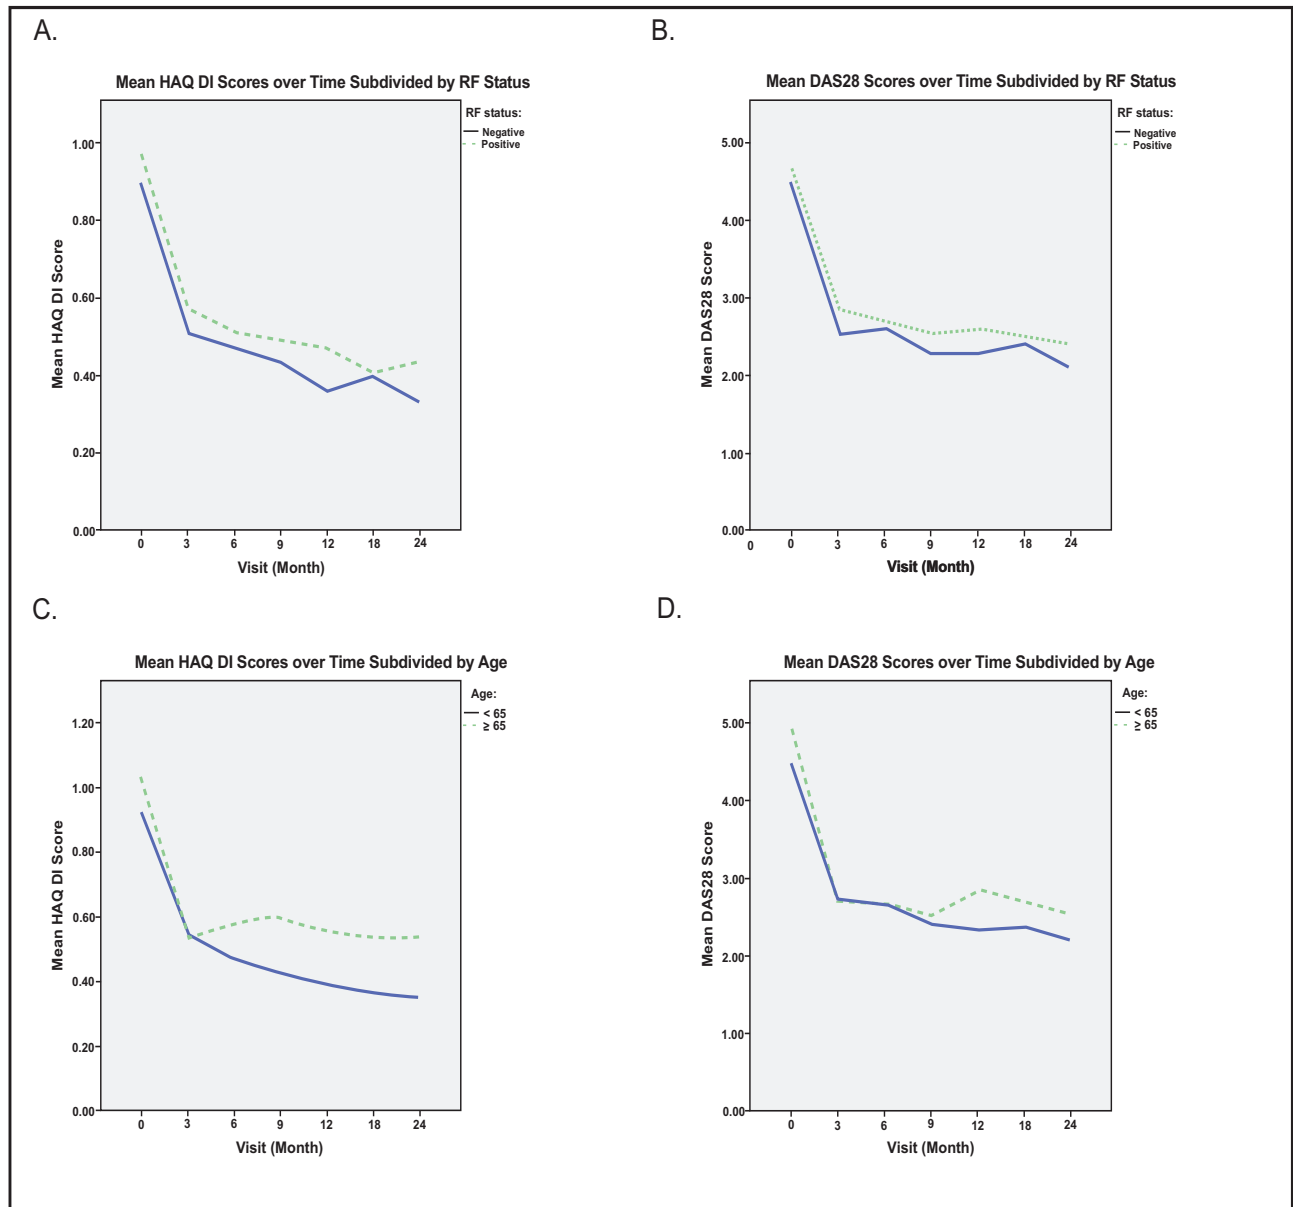 A.
Mean HAQ DI Scores over Time Subdivided by RF Status
RF status:
Negative
Positive
Mean HAQ DI Score
1.00
0.80
0.60
0.40
0.20
0.00
0 3 6 9 12 18 24
Visit (Month)
B.
Mean DAS28 Scores over Time Subdivided by RF Status
RF status:
Negative
Positive
Mean DAS28 Score
5.00
4.00
3.00
2.00
1.00
0.00
0 0 3 6 9 12 18 24
Visit (Month)
C.
Mean HAQ DI Scores over Time Subdivided by Age
Age:
< 65
≥ 65
Mean HAQ DI Score
1.20
1.00
0.80
0.60
0.40
0.20
0.00
0 3 6 9 12 18 24
Visit (Month)
D.
Mean DAS28 Scores over Time Subdivided by Age
Age:
< 65
≥ 65
Mean DAS28 Score
5.00
4.00
3.00
2.00
1.00
0.00
0 3 6 9 12 18 24
Visit (Month)